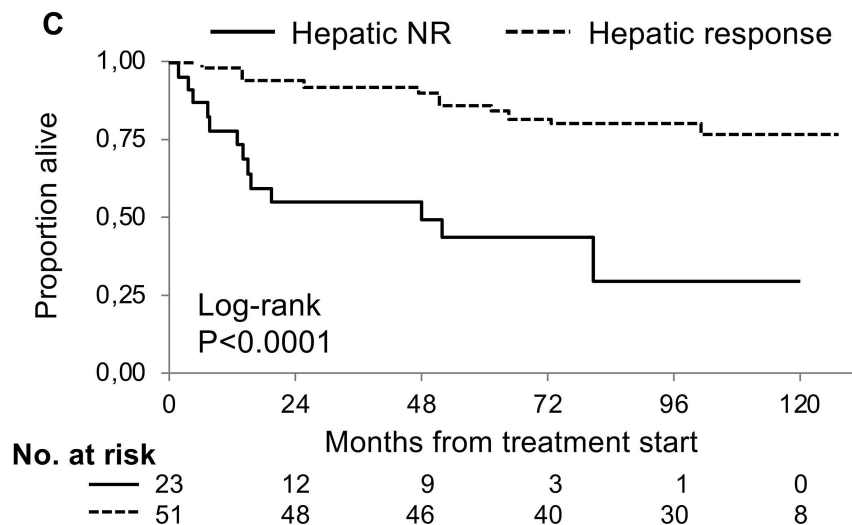 C
Hepatic NR Hepatic response
1,00
0,75
0,50
0,25
0,00
Proportion alive
Log-rank
P<0.0001
0 24 48 72 96 120
Months from treatment start
No. at risk
23 12 9 3 1 0
51 48 46 40 30 8